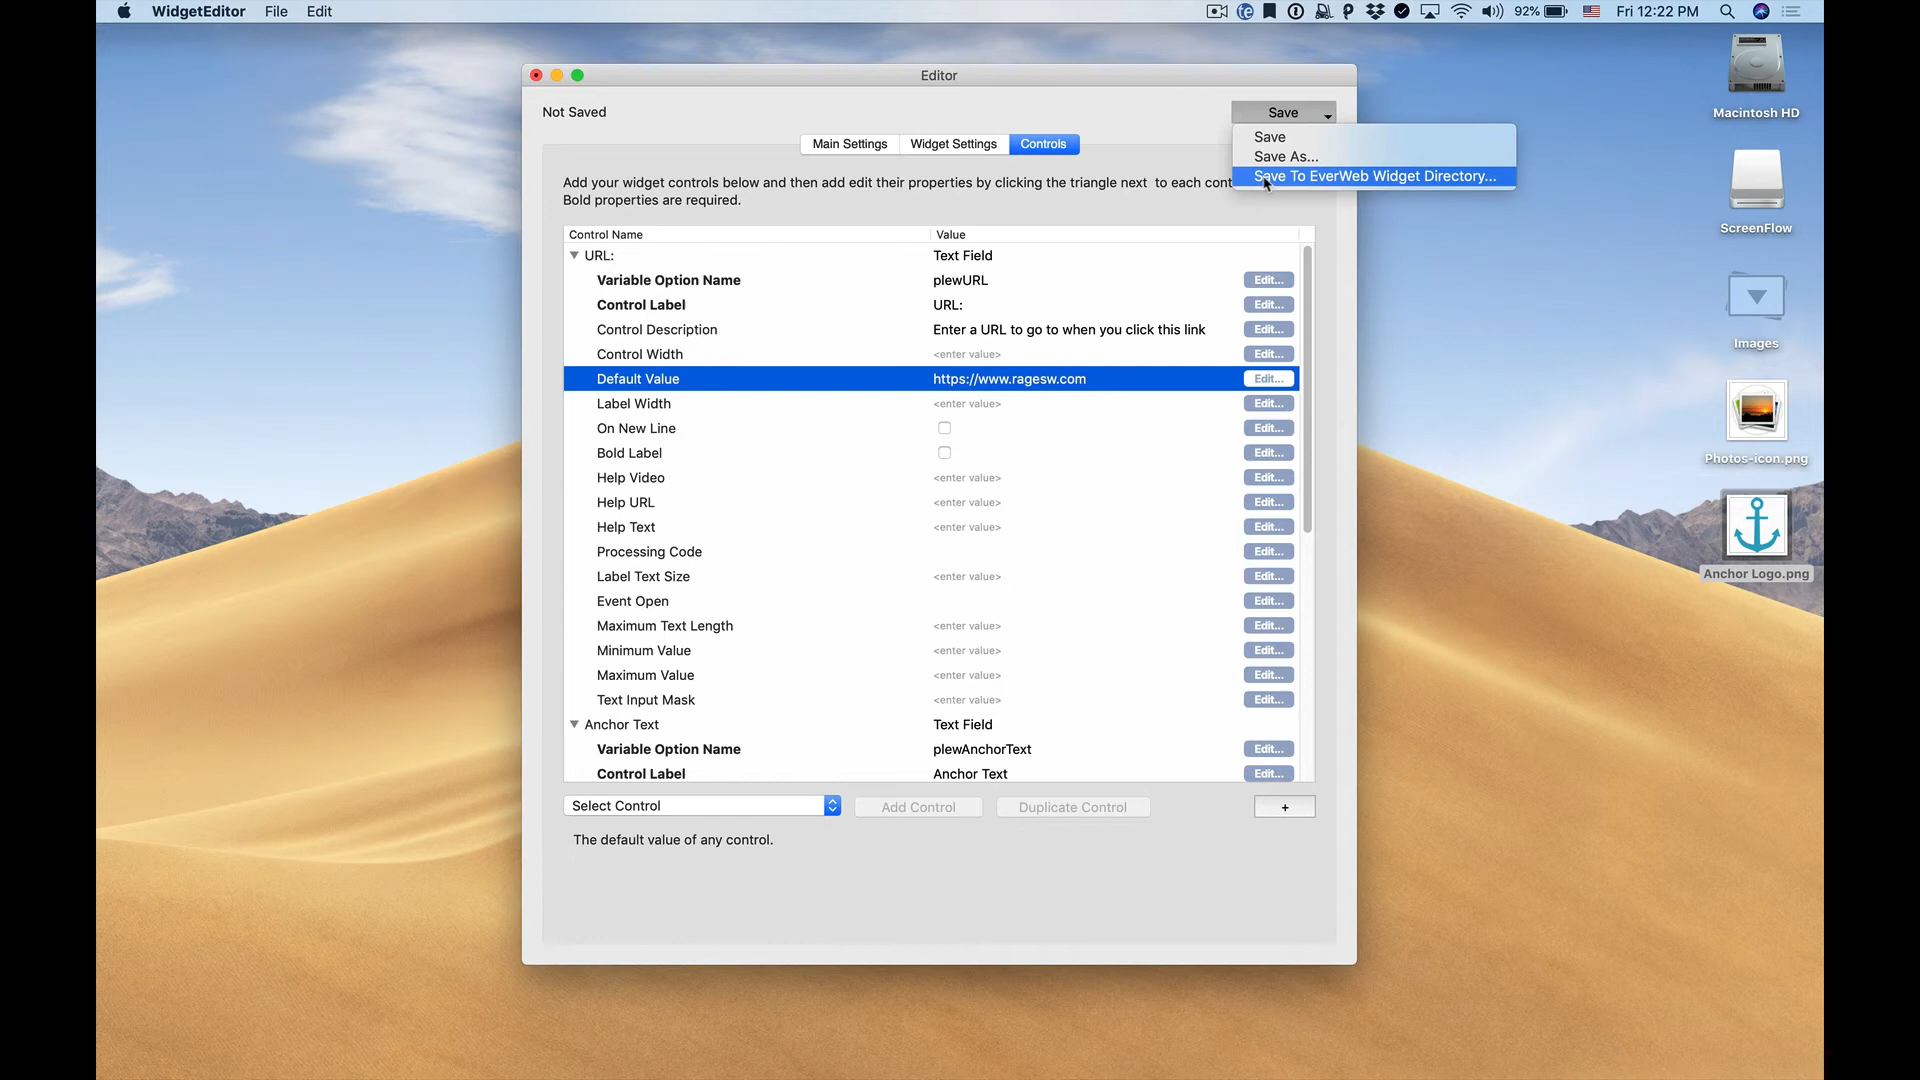 WidgetEditor File Edit
92% Fri 12:22 PM
Editor
Not Saved
Save
Save
Save As...
Save To EverWeb Widget Directory...
Main Settings Widget Settings Controls
Add your widget controls below and then add edit their properties by clicking the triangle next to each cont
Bold properties are required.
Control Name Value
URL: Text Field
Variable Option Name plewURL Edit...
Control Label URL: Edit...
Control Description Enter a URL to go to when you click this link Edit...
Control Width <enter value> Edit...
Default Value https://www.ragesw.com Edit...
Label Width <enter value> Edit...
On New Line Edit...
Bold Label Edit...
Help Video <enter value> Edit...
Help URL <enter value> Edit...
Help Text <enter value> Edit...
Processing Code Edit...
Label Text Size <enter value> Edit...
Event Open Edit...
Maximum Text Length <enter value> Edit...
Minimum Value <enter value> Edit...
Maximum Value <enter value> Edit...
Text Input Mask <enter value> Edit...
Anchor Text Text Field
Variable Option Name plewAnchorText Edit...
Control Label Anchor Text Edit...
Select Control Add Control Duplicate Control +
The default value of any control.
Macintosh HD
ScreenFlow
Images
Photos-icon.png
Anchor Logo.png